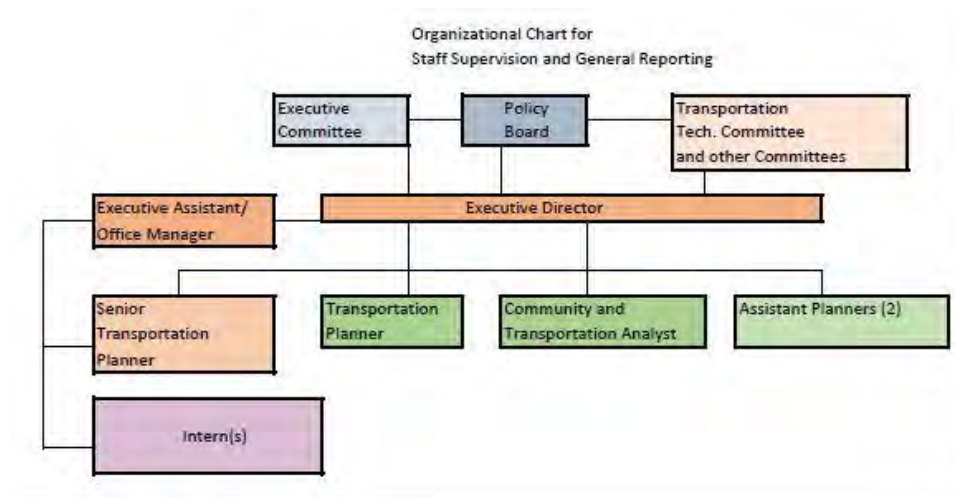 Organizational Chart for
Staff Supervision and General Reporting
Executive
Committee
Policy
Board
Transportation
Tech. Committee
and other Committees
Executive Assistant/
Office Manager
Executive Director
Senior
Transportation
Planner
Transportation
Planner
Community and
Transportation Analyst
Assistant Planners (2)
Intern(s)